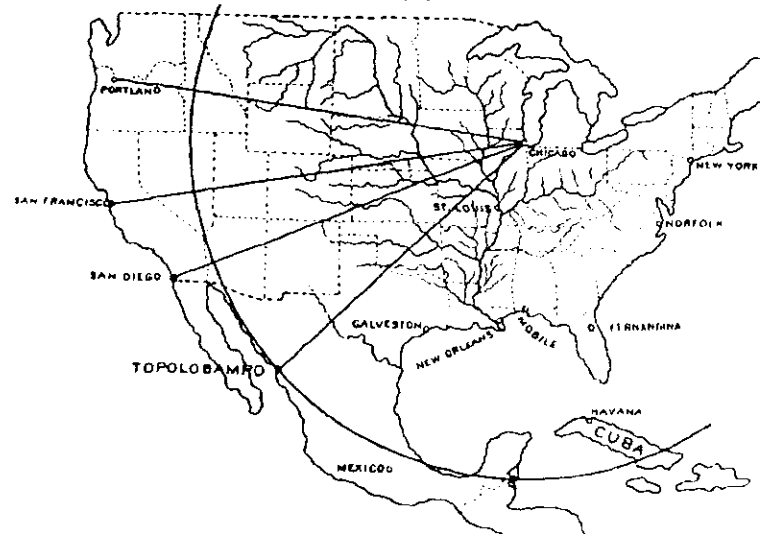 PORTLAND
CHICAGO
NEW YORK
SAN FRANCISCO
ST. LOUIS
NORFOLK
SAN DIEGO
GALVESTON
NEW ORLEANS
MOBILE
FERNANDINA
TOPOLOBAMPO
HAVANA
CUBA
MEXICO